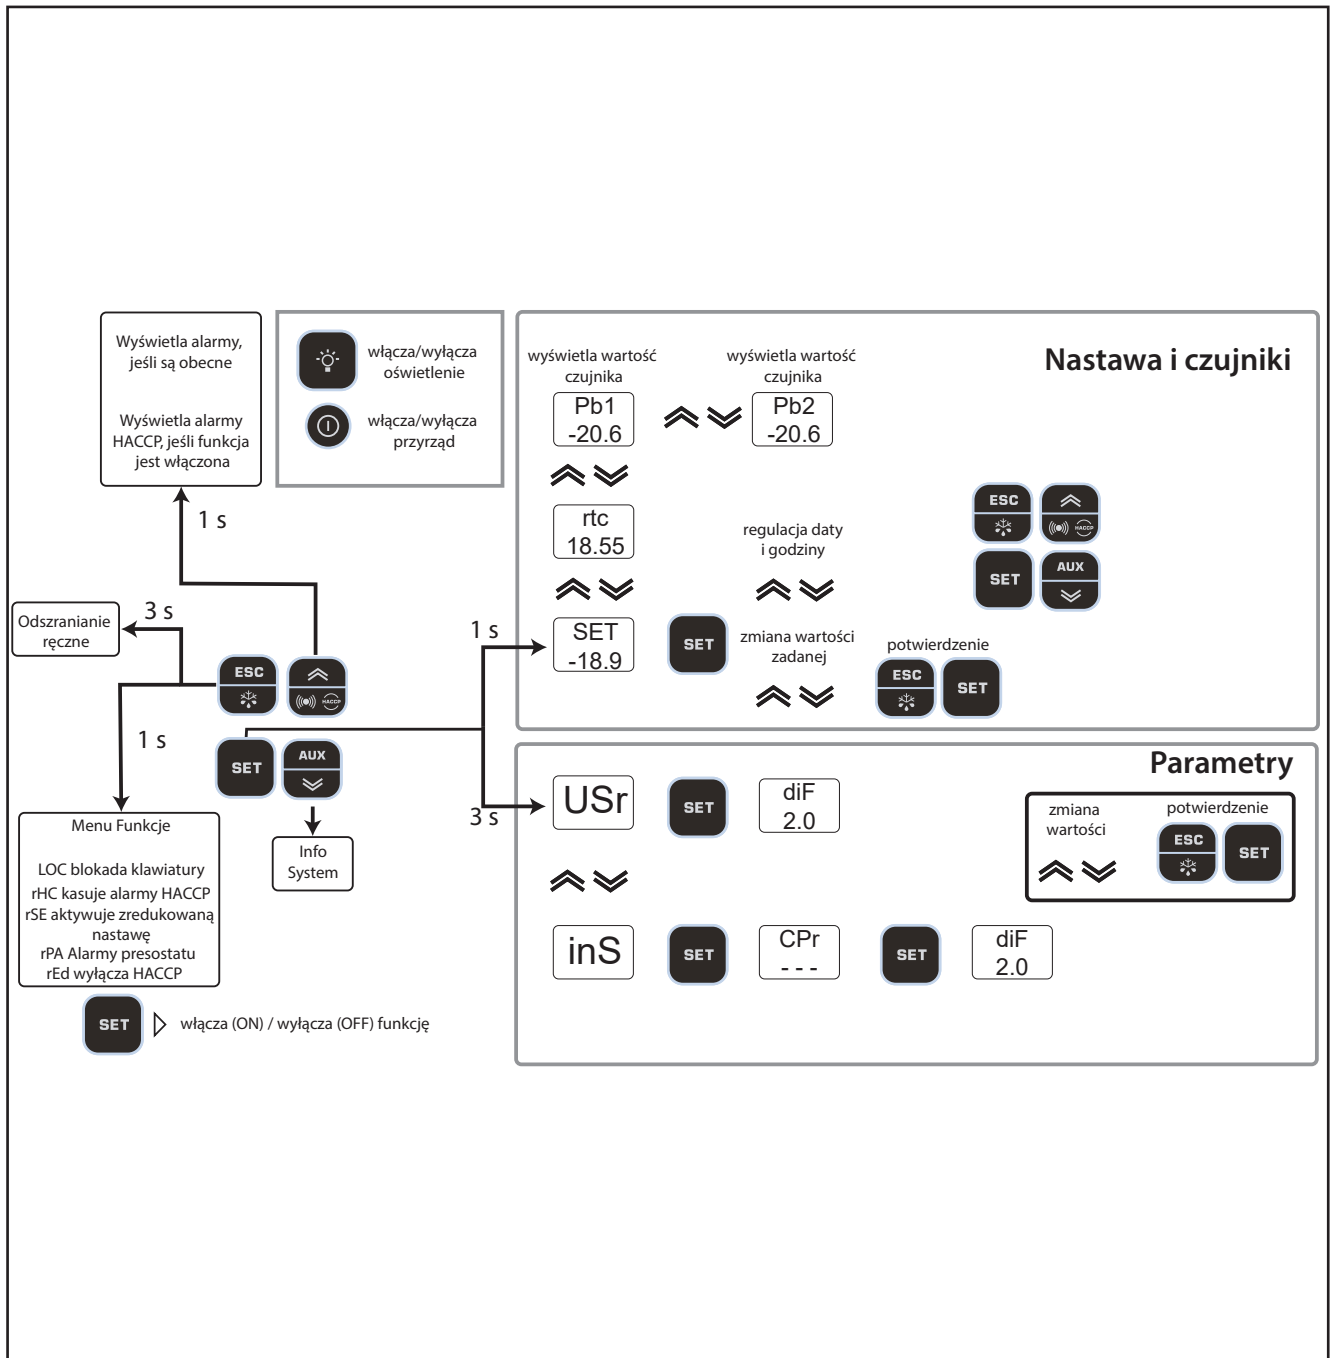 Wyświetla alarmy,
jeśli są obecne
Wyświetla alarmy
HACCP, jeśli funkcja
jest włączona
włącza/wyłącza
oświetlenie
włącza/wyłącza
przyrząd
1 s
3 s
Odszranianie
ręczne
ESC
HACCP
1 s
SET
AUX
Menu Funkcje
LOC blokada klawiatury
rHC kasuje alarmy HACCP
rSE aktywuje zredukowaną
nastawę
rPA Alarmy presostatu
rEd wyłącza HACCP
Info
System
SET
włącza (ON) / wyłącza (OFF) funkcję
1 s
3 s
Nastawa i czujniki
wyświetla wartość
czujnika
Pb1
-20.6
wyświetla wartość
czujnika
Pb2
-20.6
rtc
18.55
regulacja daty
i godziny
ESC
HACCP
SET
AUX
SET
-18.9
SET
zmiana wartości
zadanej
potwierdzenie
ESC
SET
Parametry
USr
SET
diF
2.0
zmiana
wartości
potwierdzenie
ESC
SET
inS
SET
CPr
- - -
SET
diF
2.0